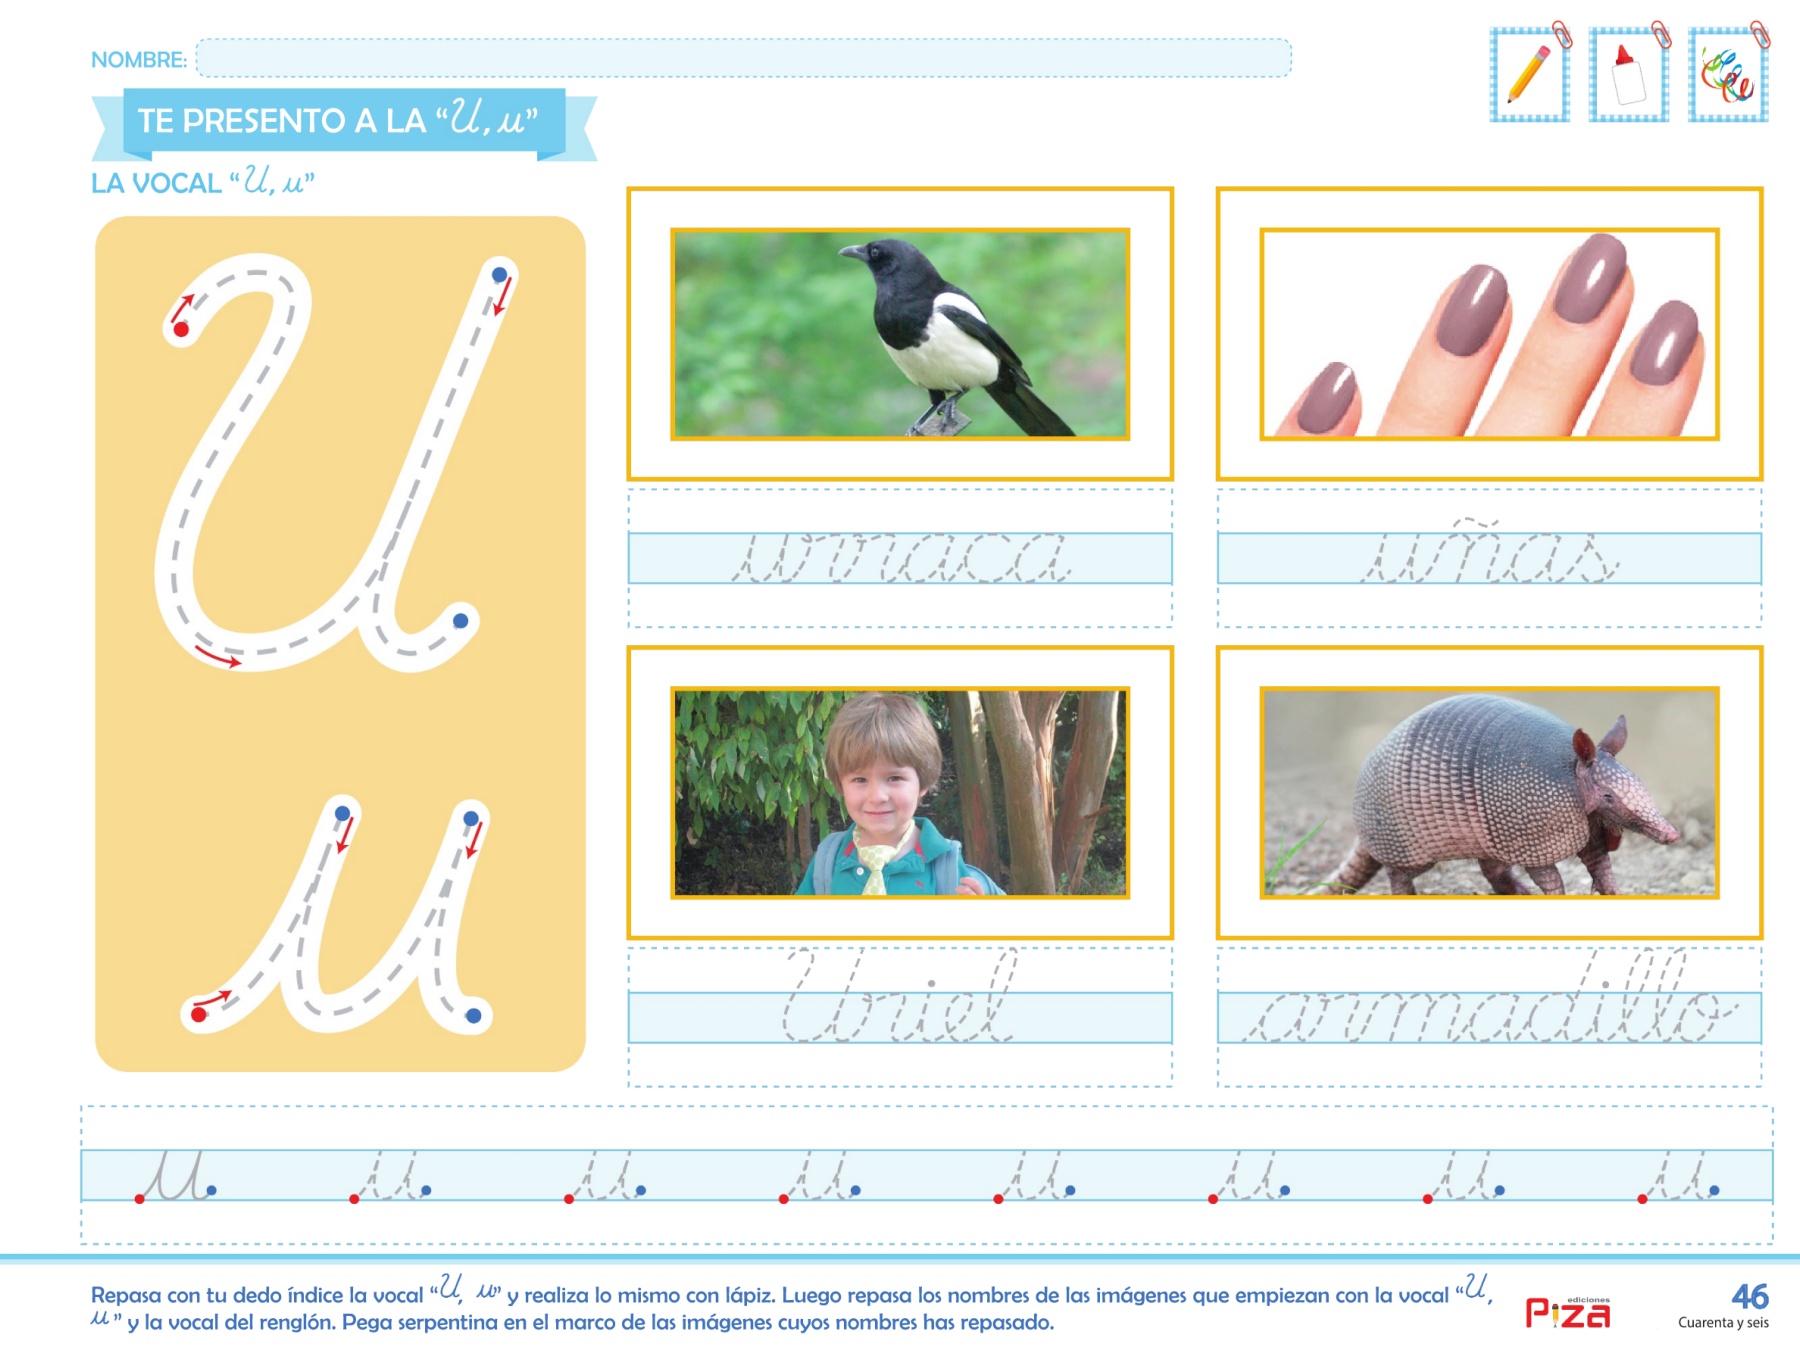 NOMBRE:
TE PRESENTO A LA “U, u”
LA VOCAL “U, u”
U
u
urraca
uñas
Uriel
armadillo
u u u u u u u u
Repasa con tu dedo índice la vocal “U, u” y realiza lo mismo con lápiz. Luego repasa los nombres de las imágenes que empiezan con la vocal “U,
u” y la vocal del renglón. Pega serpentina en el marco de las imágenes cuyos nombres has repasado.
ediciones
Piza
46
Cuarenta y seis